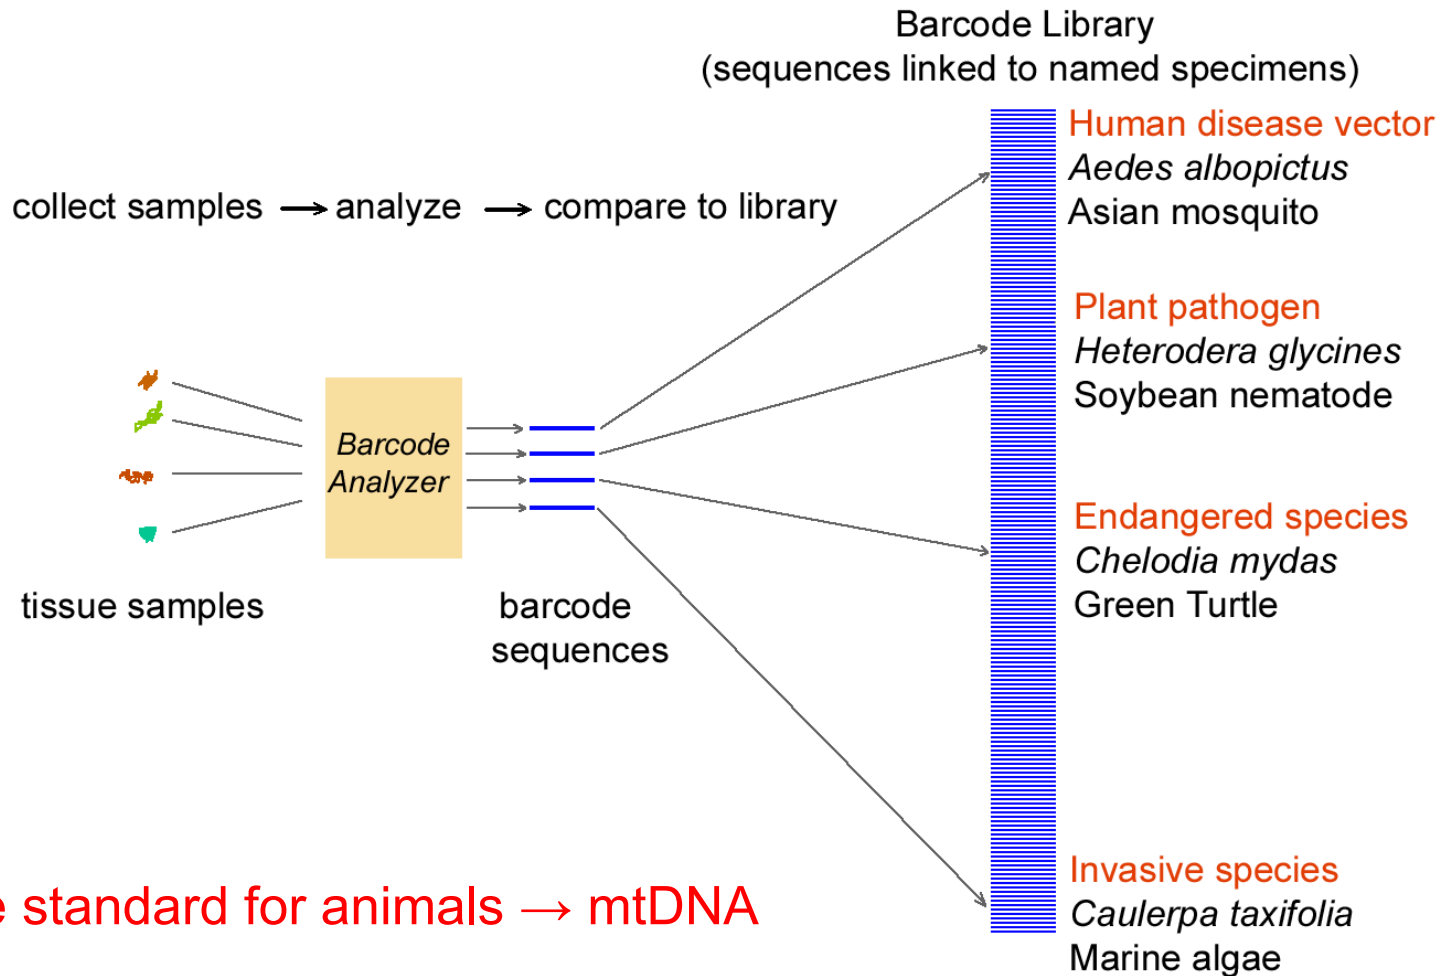 Barcode Library
(sequences linked to named specimens)
Human disease vector
Aedes albopictus
Asian mosquito
collect samples → analyze → compare to library
Plant pathogen
Heterodera glycines
Soybean nematode
Barcode
Analyzer
Endangered species
Chelodia mydas
Green Turtle
tissue samples
barcode
sequences
Invasive species
Caulerpa taxifolia
Marine algae
e standard for animals → mtDNA